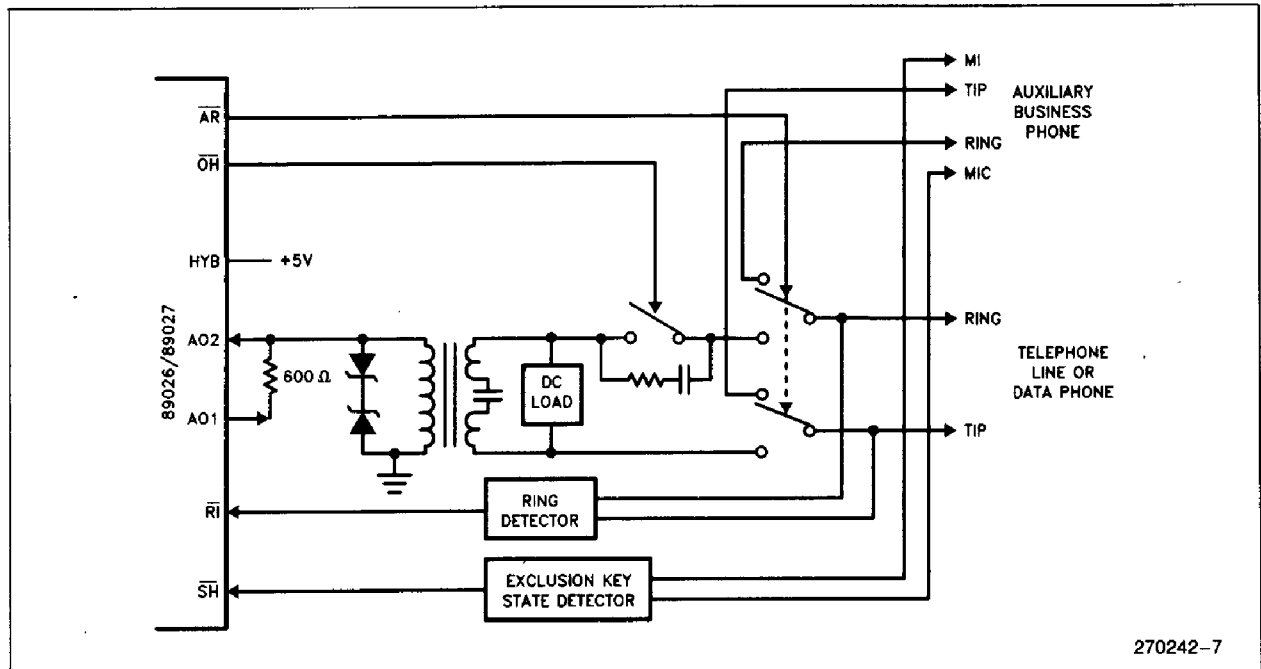 MI
TIP
AUXILIARY
BUSINESS
PHONE
RING
MIC
AR
OH
HYB
+5V
89026/89027
AO2
600 Ω
AO1
DC
LOAD
RING
TELEPHONE
LINE OR
DATA PHONE
TIP
RI
RING
DETECTOR
SH
EXCLUSION KEY
STATE DETECTOR
270242-7